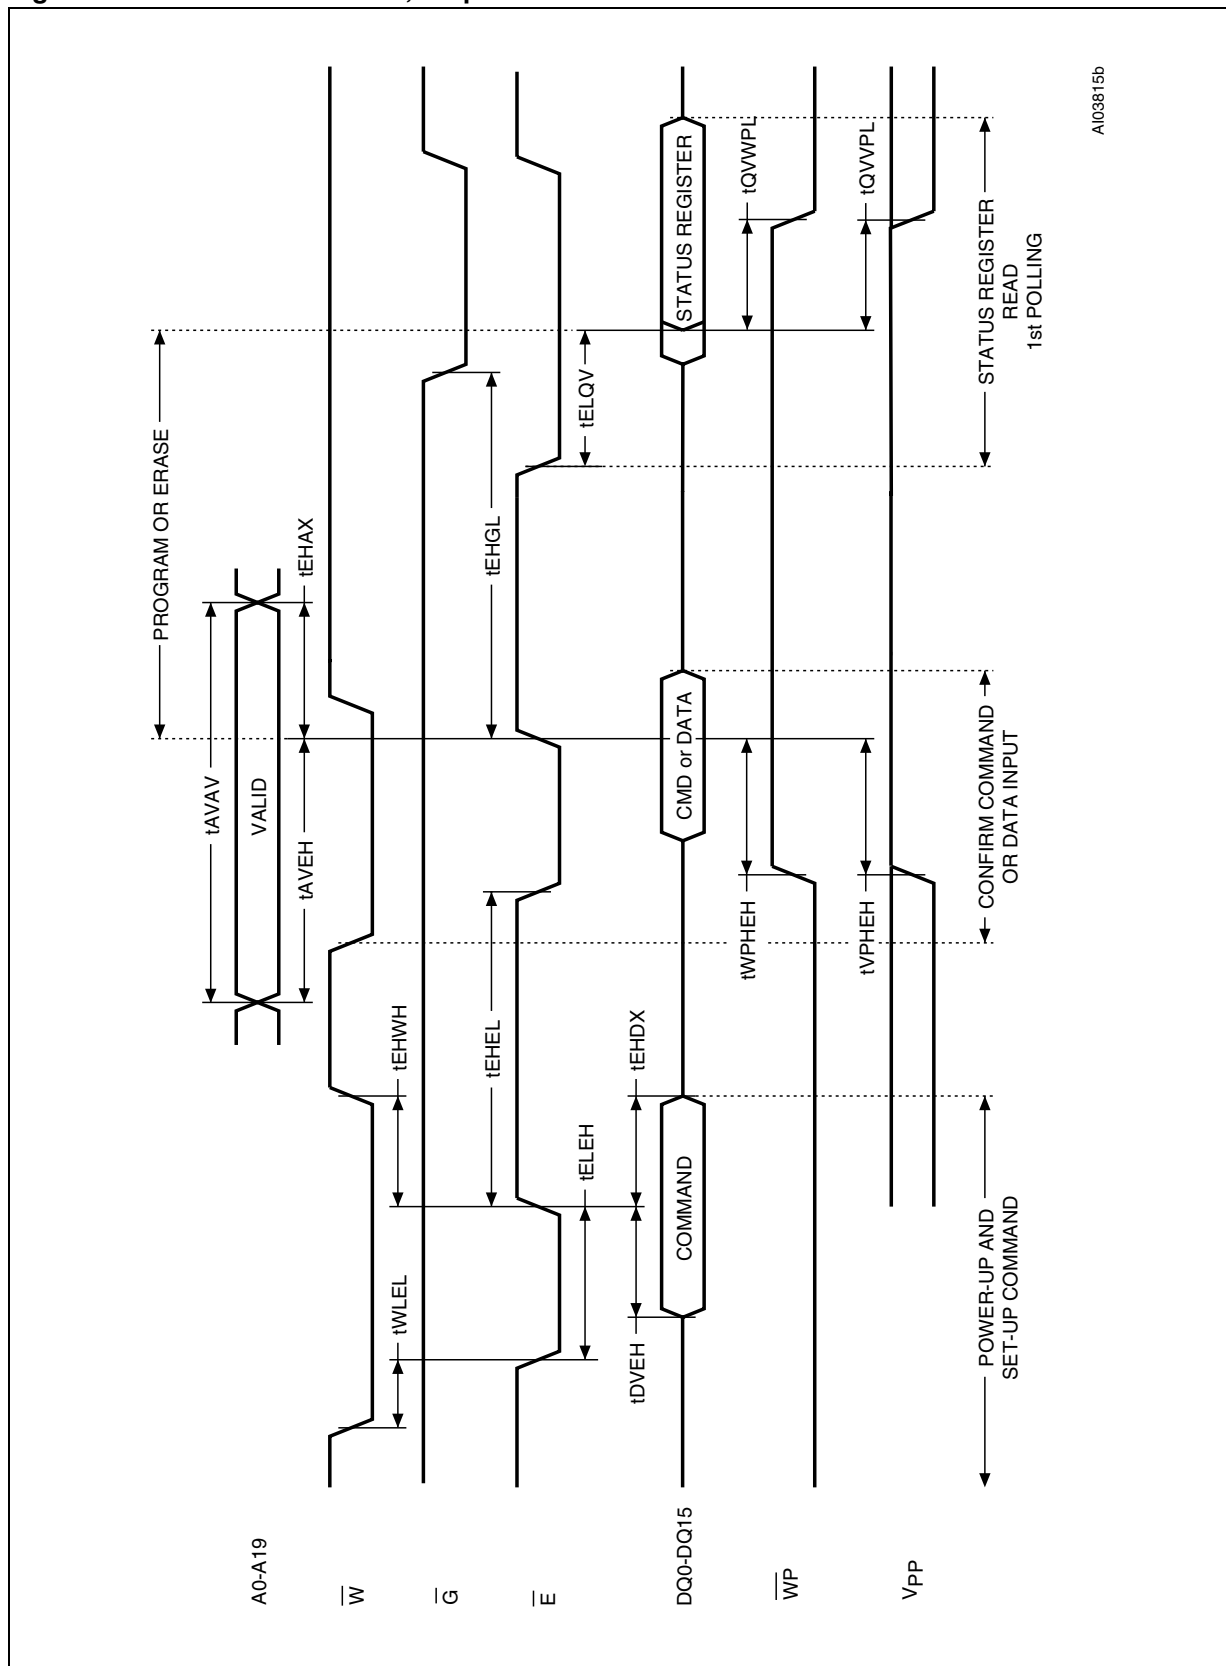 A0-A19
VALID
tAVAV
tAVEH
tEHAX
PROGRAM OR ERASE
W
tWLEL
tEHWH
G
tEHEL
tEHGL
E
tELEH
tELQV
tDVEH
tEHDX
DQ0-DQ15
COMMAND
CMD or DATA
STATUS REGISTER
WP
tWPHEH
tQVWPL
VPP
tVPHEH
tQVVPL
POWER-UP AND
SET-UP COMMAND
CONFIRM COMMAND
OR DATA INPUT
STATUS REGISTER
READ
1st POLLING
AI03815b